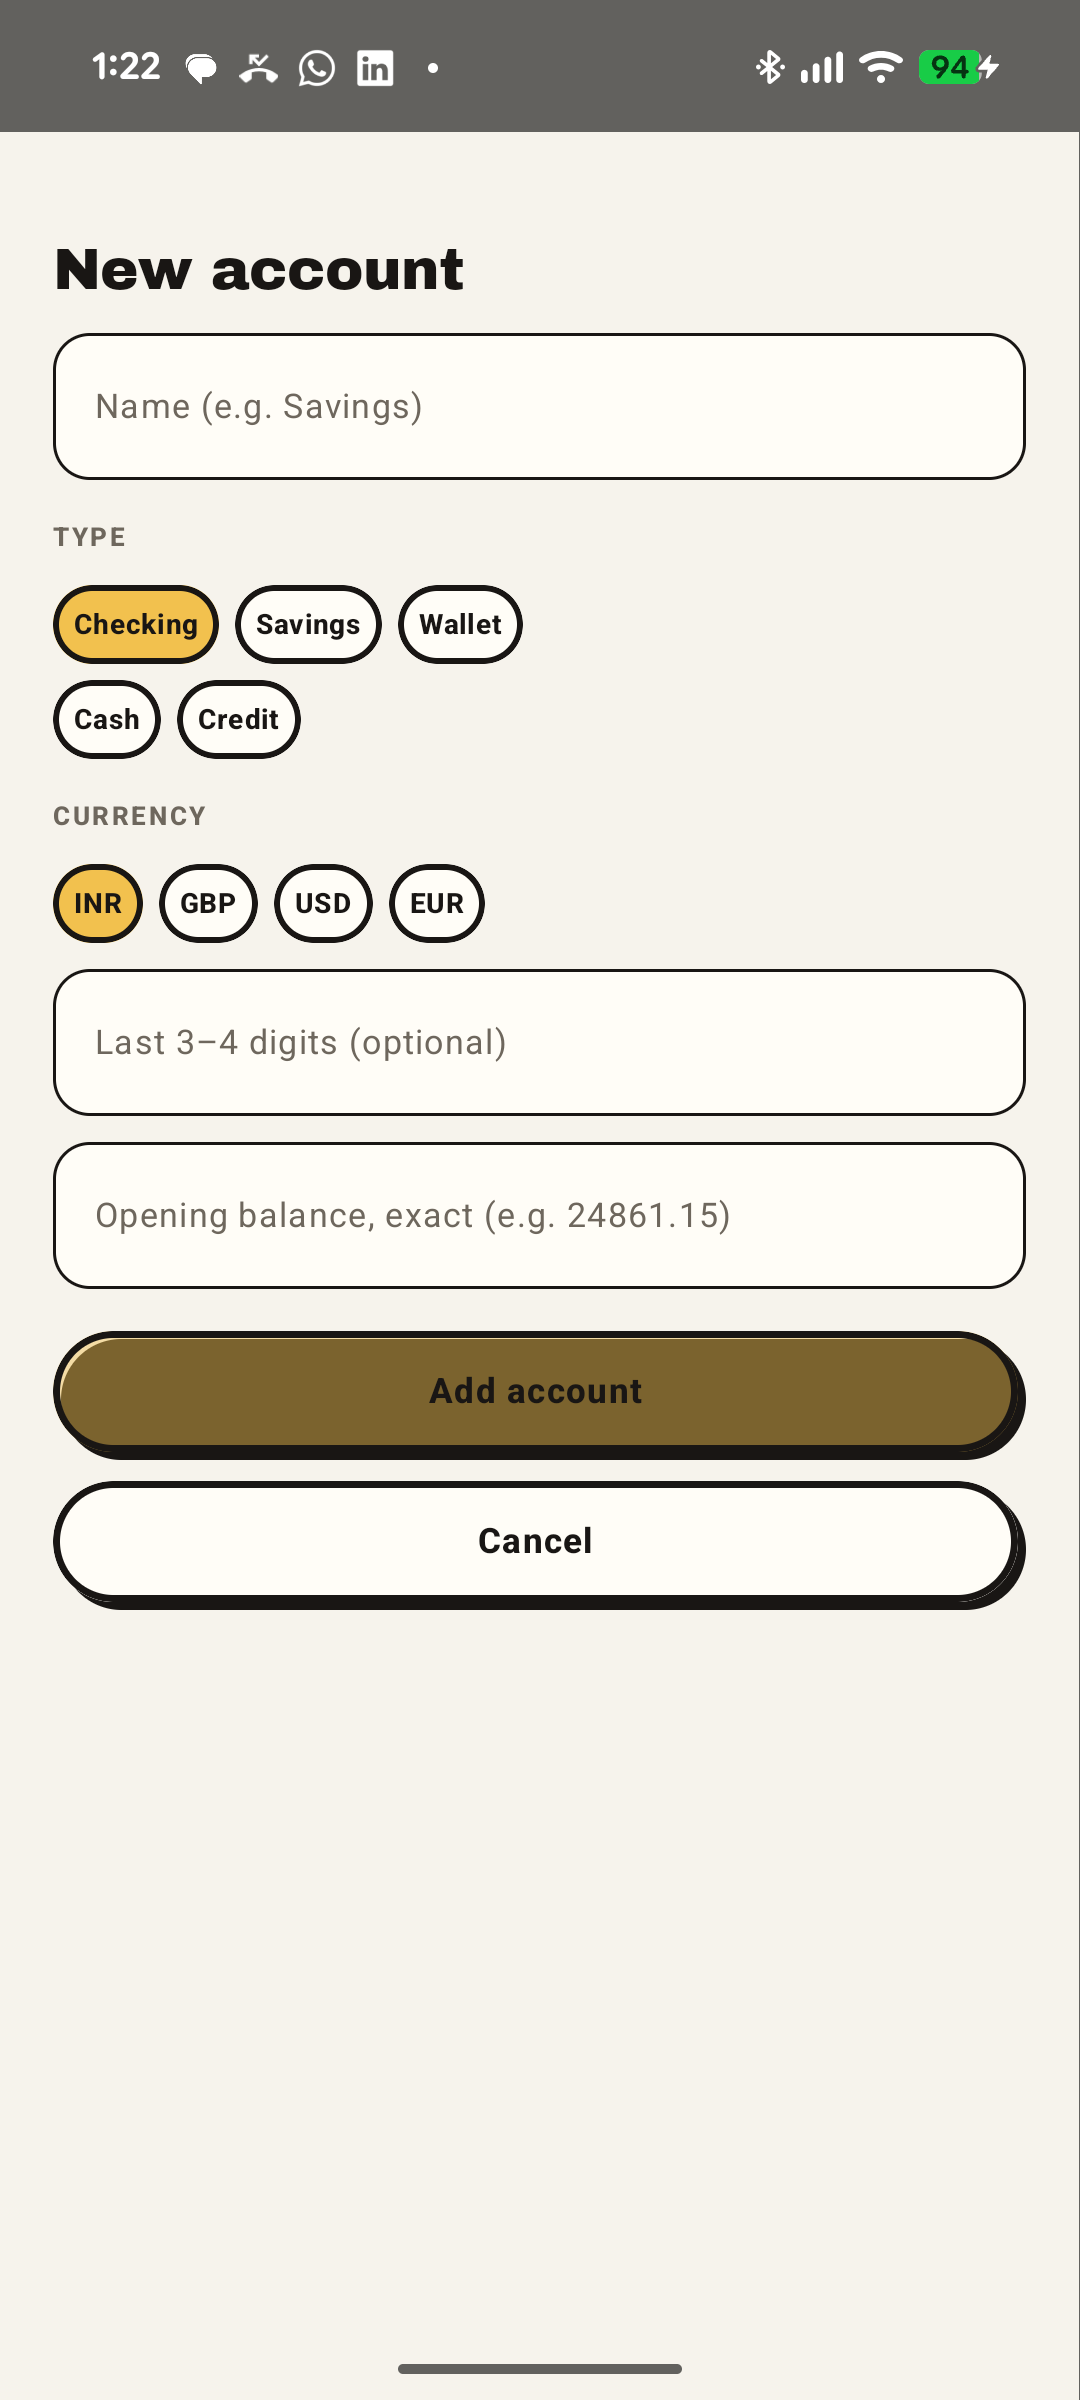 1:22 94
New account
Name (e.g. Savings)
TYPE
Checking Savings Wallet
Cash Credit
CURRENCY
INR GBP USD EUR
Last 3–4 digits (optional)
Opening balance, exact (e.g. 24861.15)
Add account
Cancel